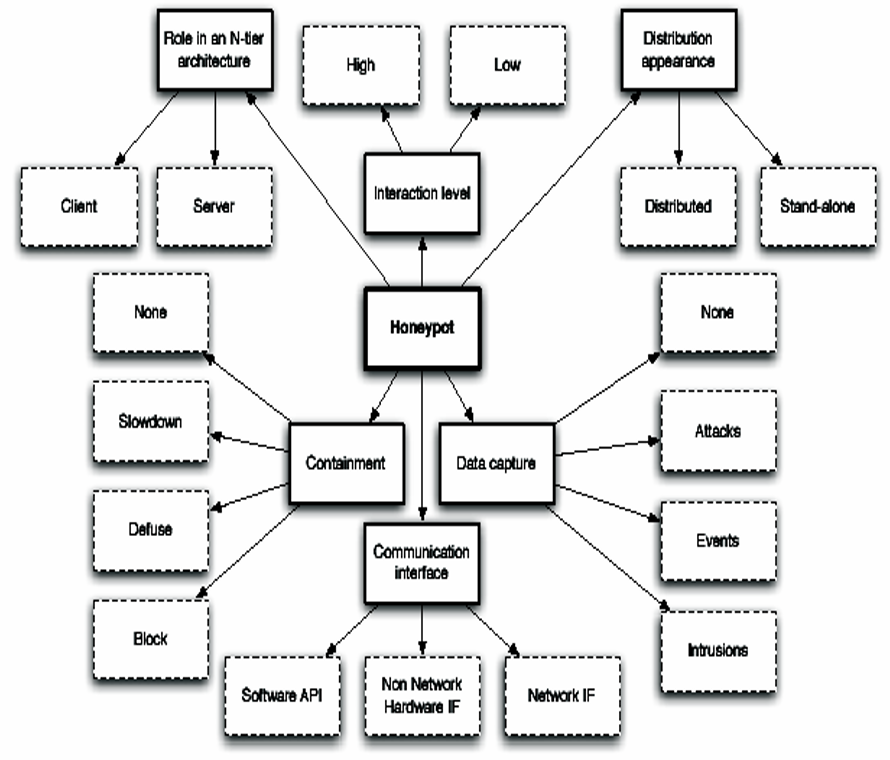 Role in an N-tier
architecture
High
Low
Distribution
appearance
Client
Server
Interaction level
Distributed
Stand-alone
None
Honeypot
None
Slowdown
Attacks
Containment
Data capture
Defuse
Events
Communication
interface
Block
Intrusions
Software API
Non Network
Hardware IF
Network IF